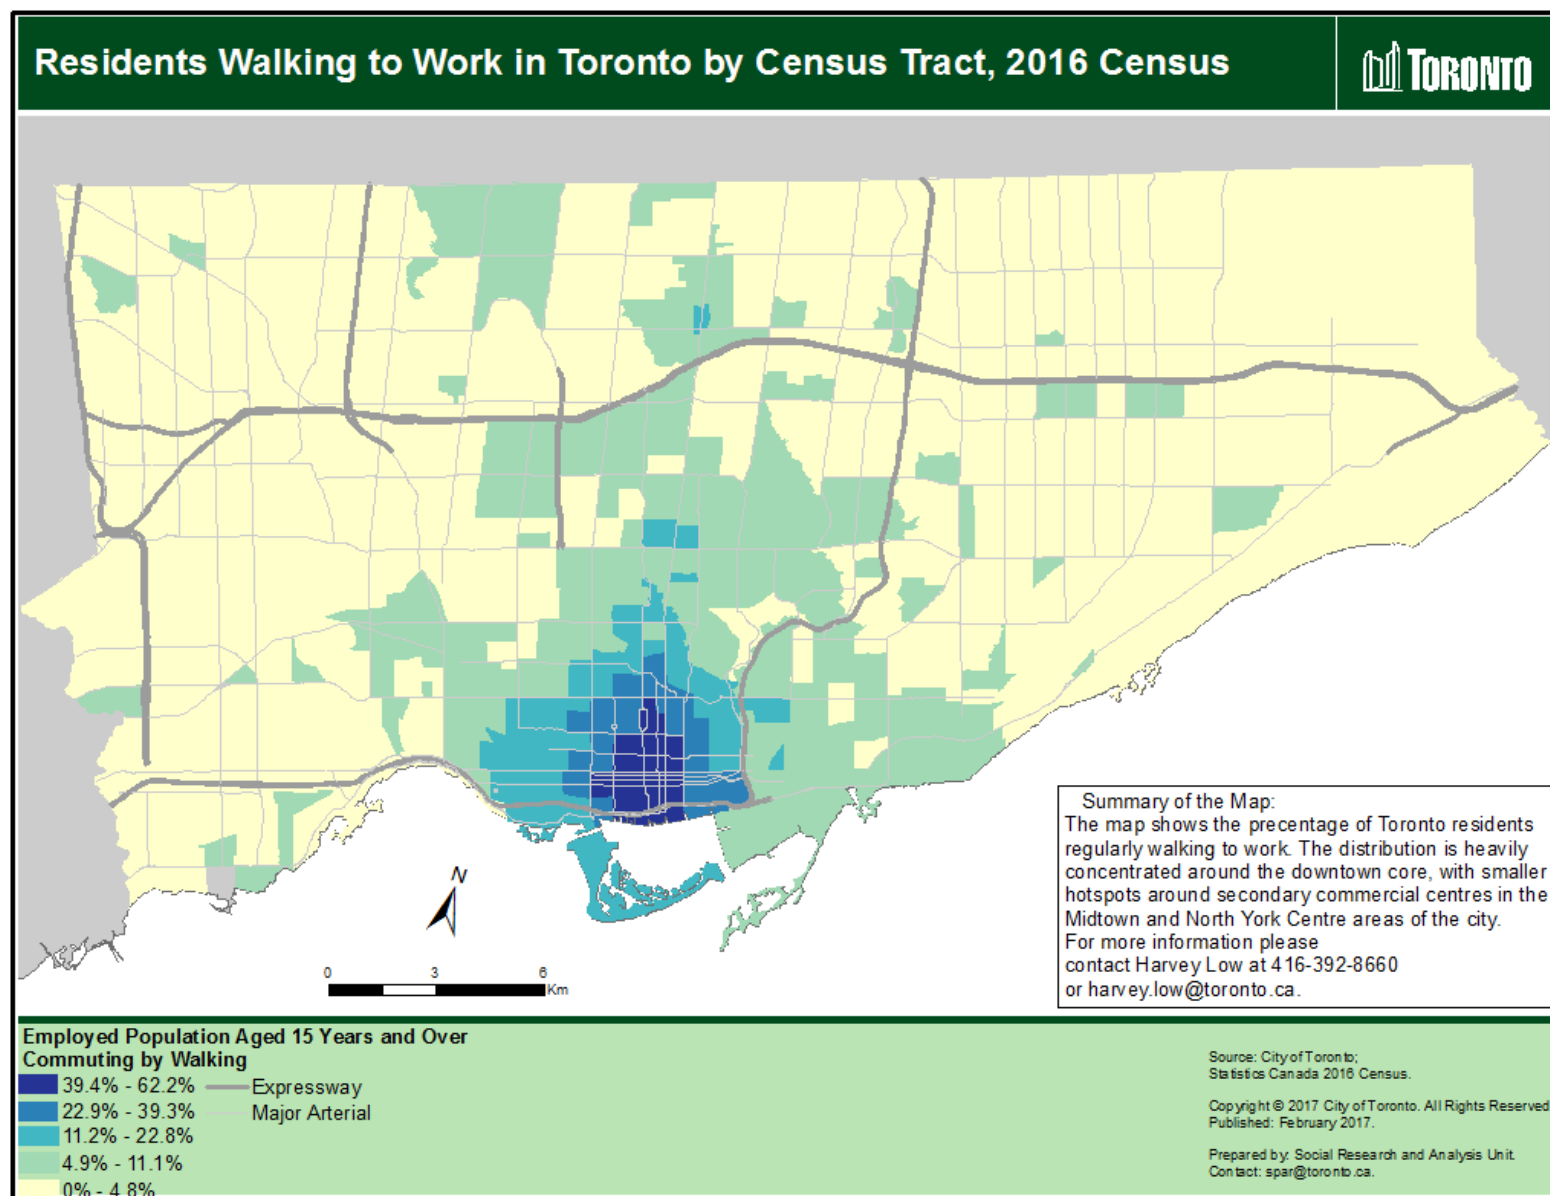 Residents Walking to Work in Toronto by Census Tract, 2016 Census
TORONTO
Summary of the Map:
The map shows the precentage of Toronto residents
regularly walking to work. The distribution is heavily
concentrated around the downtown core, with smaller
hotspots around secondary commercial centres in the
Midtown and North York Centre areas of the city.
For more information please
contact Harvey Low at 416-392-8660
or harvey.low@toronto.ca.
N
0 3 6
Km
Employed Population Aged 15 Years and Over
Commuting by Walking
39.4% - 62.2% Expressway
22.9% - 39.3% Major Arterial
11.2% - 22.8%
4.9% - 11.1%
0% - 4.8%
Source: City of Toronto;
Statistics Canada 2016 Census.
Copyright © 2017 City of Toronto. All Rights Reserved
Published: February 2017.
Prepared by: Social Research and Analysis Unit.
Contact: spar@toronto.ca.